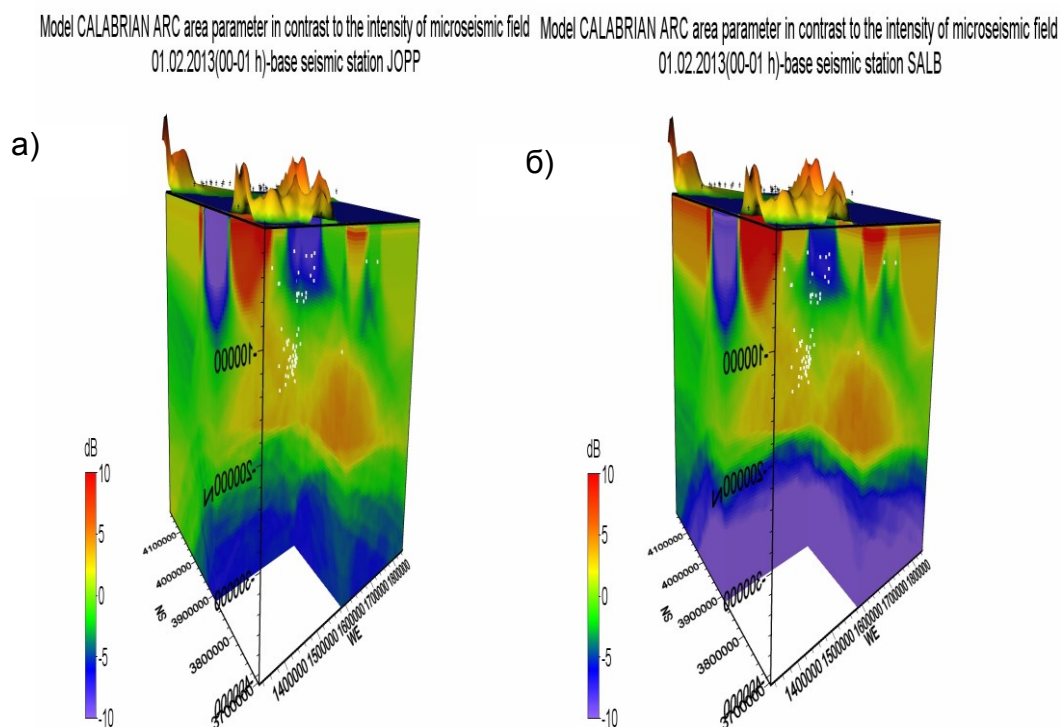 Model CALABRIAN ARC area parameter in contrast to the intensity of microseismic field
01.02.2013(00-01 h)-base seismic station JOPP
а)
-100000
-200000
N
-300000
-400000
dB
10
5
0
-5
-10
4100000
4000000
3900000
3800000
3700000
SN
1400000
1500000
1600000
1700000
1800000
WE
Model CALABRIAN ARC area parameter in contrast to the intensity of microseismic field
01.02.2013(00-01 h)-base seismic station SALB
б)
-100000
-200000
N
-300000
-400000
dB
10
5
0
-5
-10
4100000
4000000
3900000
3800000
3700000
SN
1400000
1500000
1600000
1700000
1800000
WE